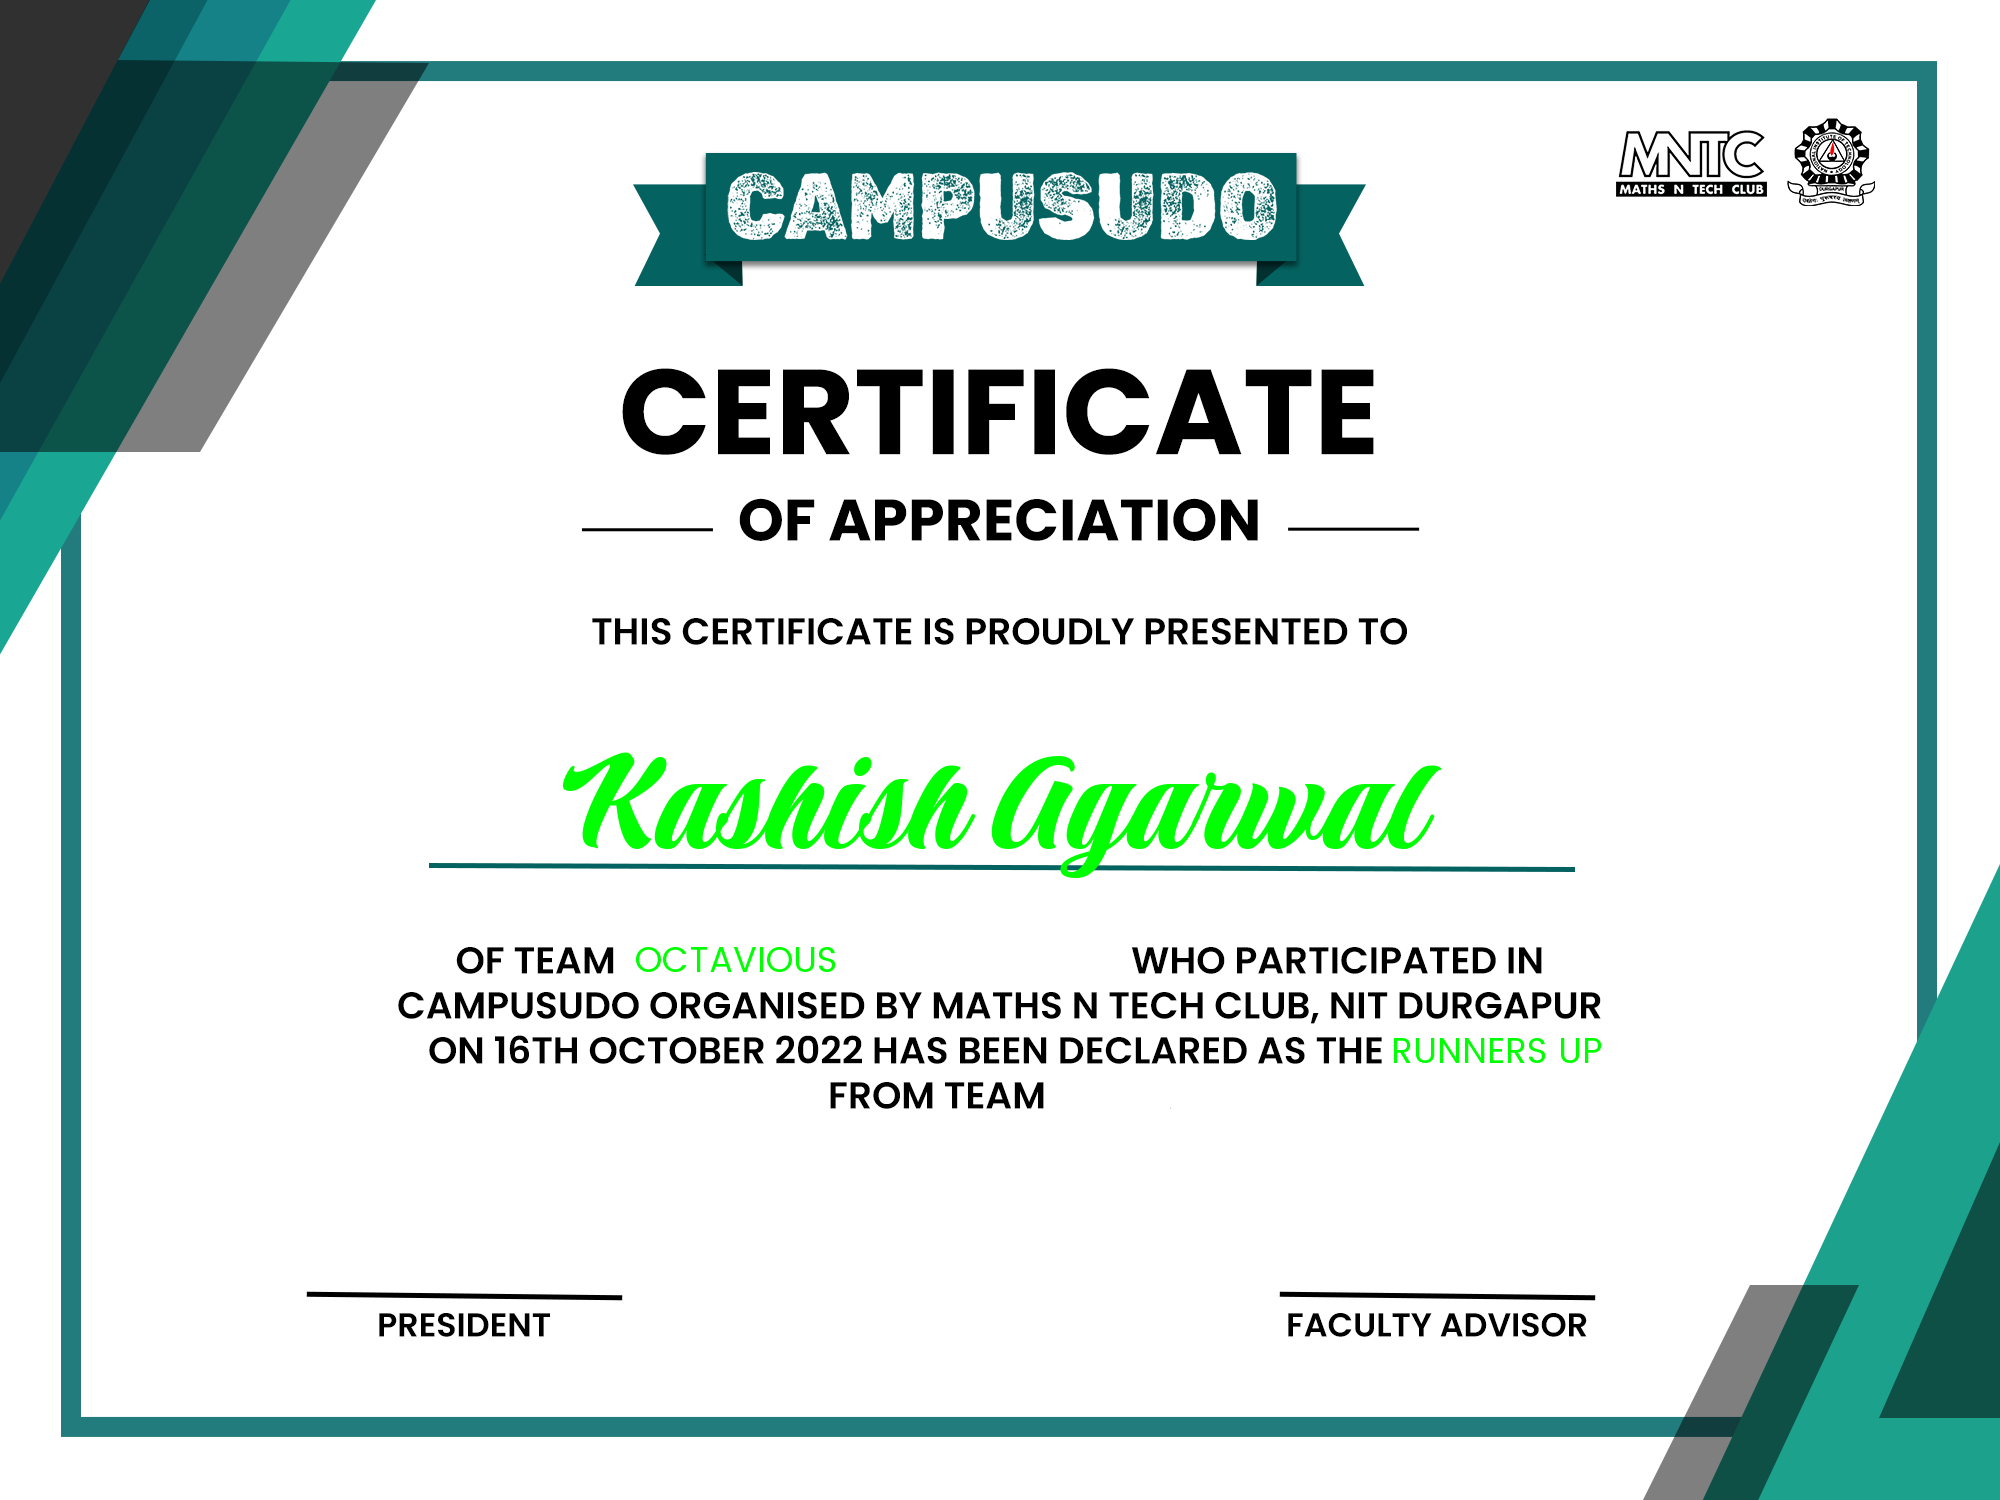 CAMPUSUDO
MNTC
MATHS N TECH CLUB
DURGAPUR
CERTIFICATE
OF APPRECIATION
THIS CERTIFICATE IS PROUDLY PRESENTED TO
Kashish Agarwal
OF TEAM OCTAVIOUS WHO PARTICIPATED IN
CAMPUSUDO ORGANISED BY MATHS N TECH CLUB, NIT DURGAPUR
ON 16TH OCTOBER 2022 HAS BEEN DECLARED AS THE RUNNERS UP
FROM TEAM
PRESIDENT
FACULTY ADVISOR